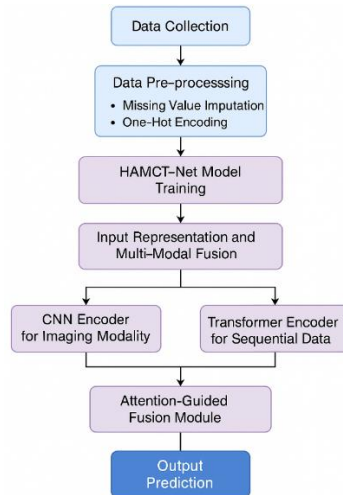 Data Collection
Data Pre-processsing
• Missing Value Imputation
• One-Hot Encoding
HAMCT-Net Model
Training
Input Representation and
Multi-Modal Fusion
CNN Encoder
for Imaging Modality
Transformer Encoder
for Sequential Data
Attention-Guided
Fusion Module
Output
Prediction